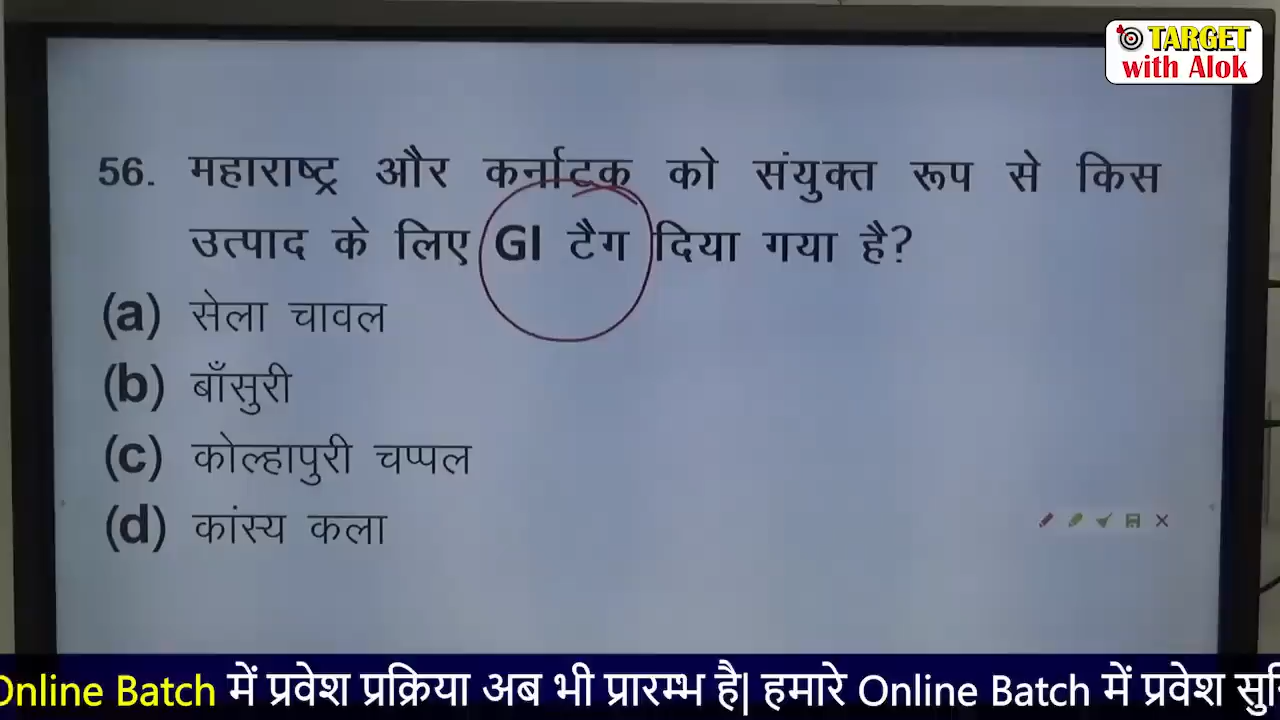 TARGET
with Alok
56. महाराष्ट्र और कर्नाटक को संयुक्त रूप से किस
उत्पाद के लिए GI टैग दिया गया है?
(a) सेला चावल
(b) बाँसुरी
(c) कोल्हापुरी चप्पल
(d) कांस्य कला
Online Batch में प्रवेश प्रक्रिया अब भी प्रारम्भ है| हमारे Online Batch में प्रवेश